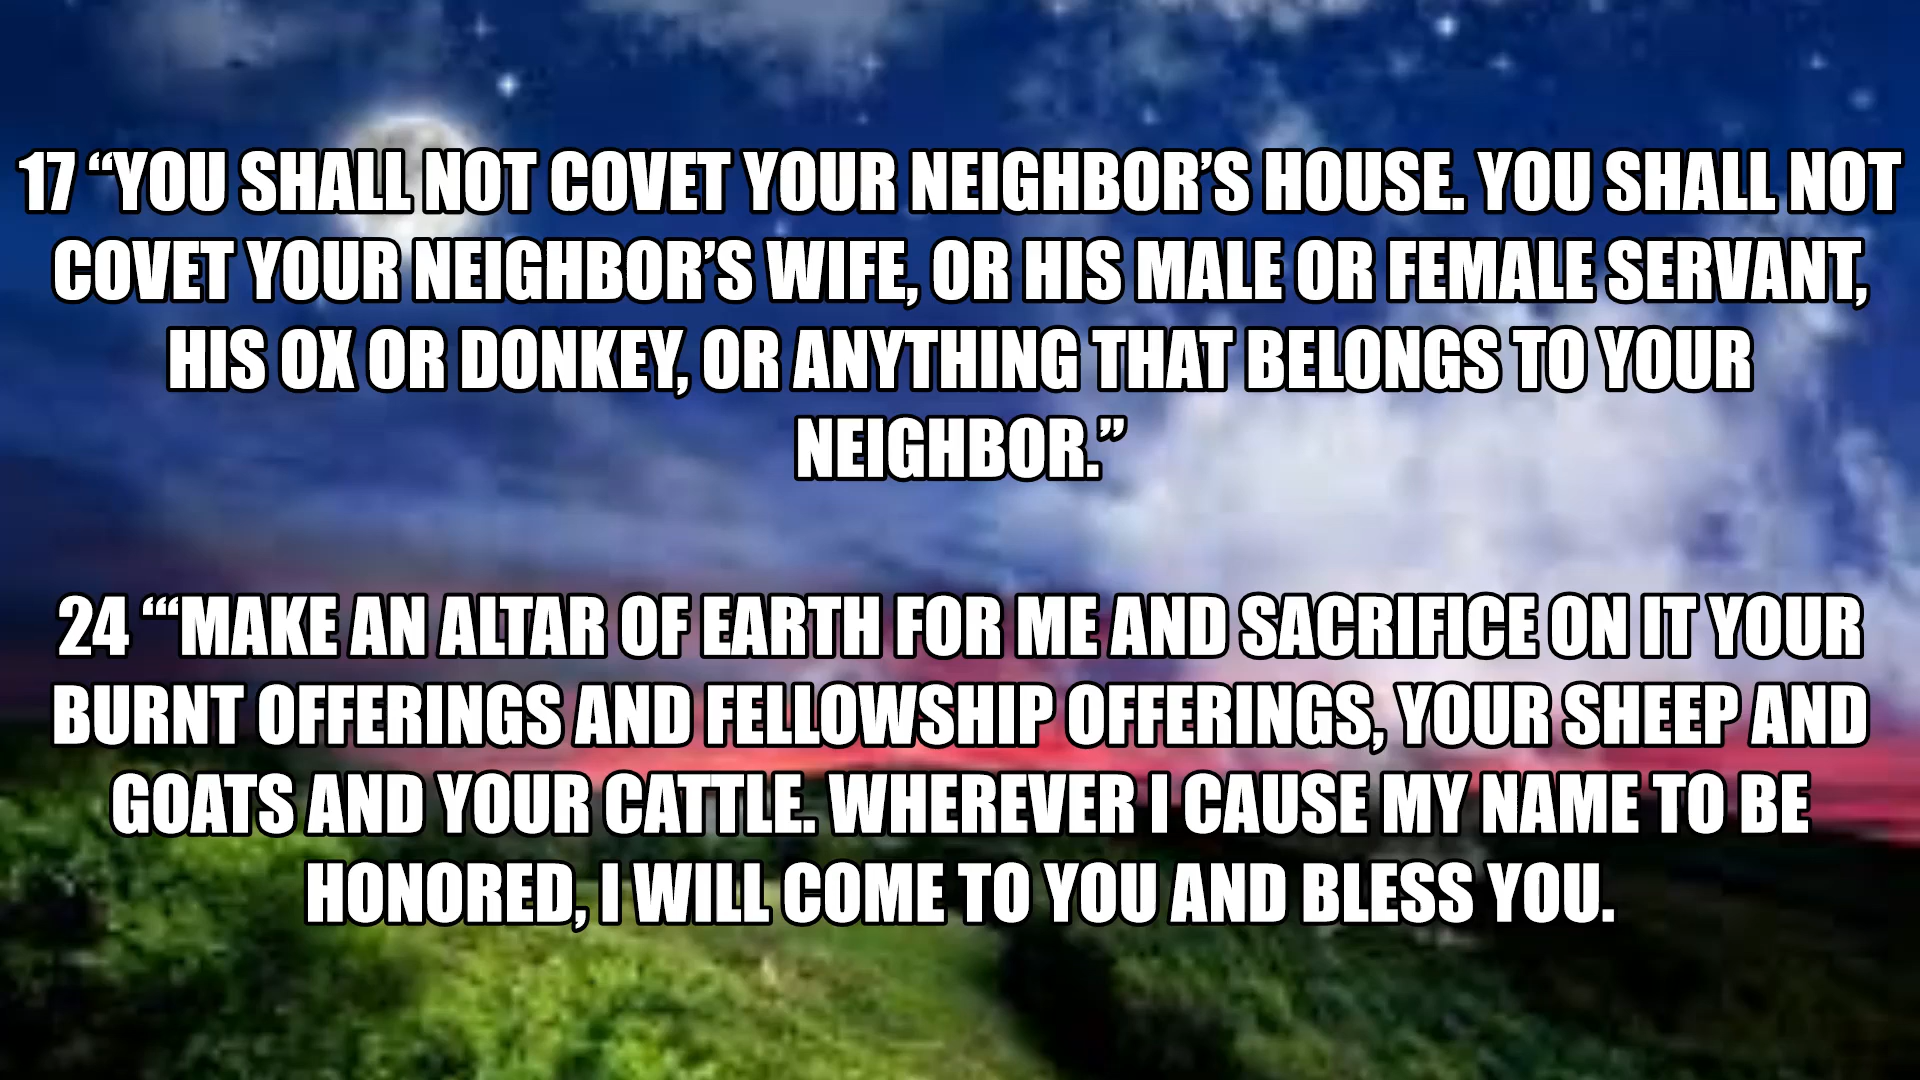 17 “YOU SHALL NOT COVET YOUR NEIGHBOR’S HOUSE. YOU SHALL NOT
COVET YOUR NEIGHBOR’S WIFE, OR HIS MALE OR FEMALE SERVANT,
HIS OX OR DONKEY, OR ANYTHING THAT BELONGS TO YOUR
NEIGHBOR.”
24 “‘MAKE AN ALTAR OF EARTH FOR ME AND SACRIFICE ON IT YOUR
BURNT OFFERINGS AND FELLOWSHIP OFFERINGS, YOUR SHEEP AND
GOATS AND YOUR CATTLE. WHEREVER I CAUSE MY NAME TO BE
HONORED, I WILL COME TO YOU AND BLESS YOU.